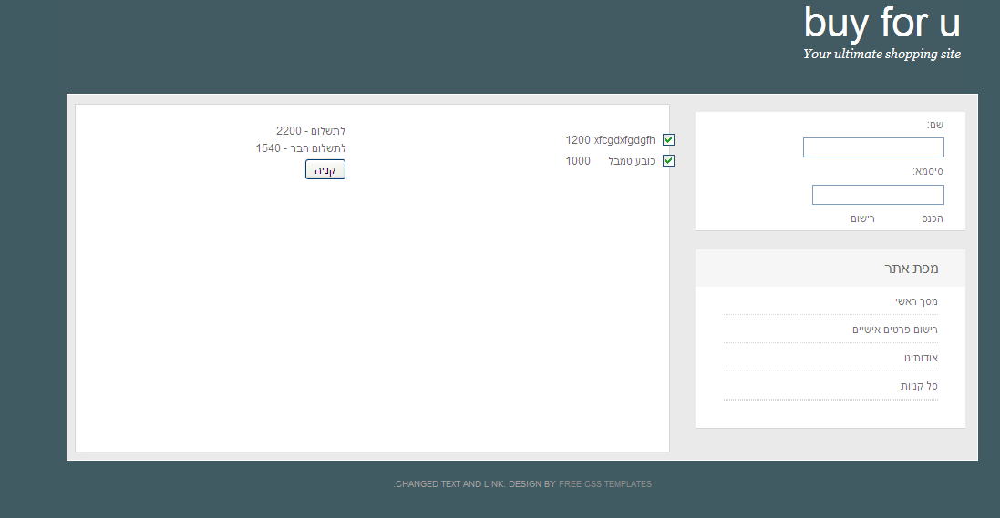 buy for u
Your ultimate shopping site
שם:
סיסמא:
הכנס רישום
מפת אתר
מסך ראשי
רישום פרטים אישיים
אודותינו
סל קניות
xfcgdxfgdgfh 1200
כובע טמבל 1000
לתשלום - 2200
לתשלום חבר - 1540
קניה
.CHANGED TEXT AND LINK. DESIGN BY FREE CSS TEMPLATES